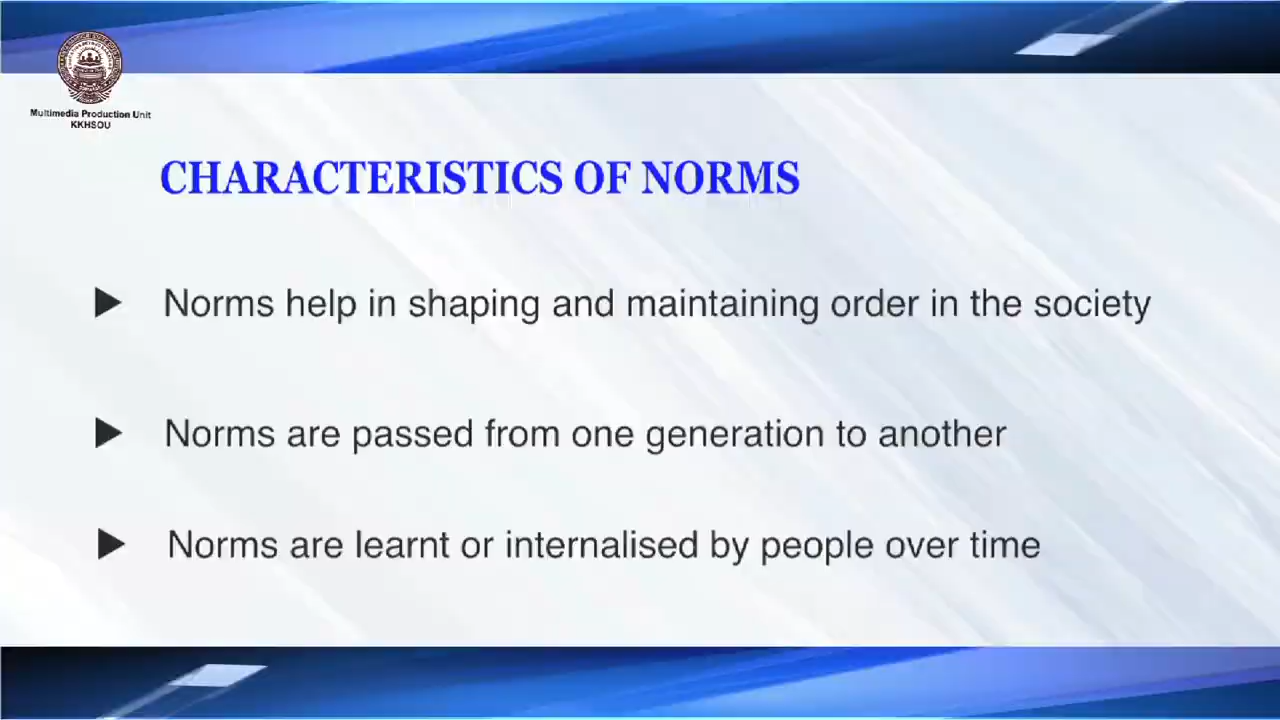 Multimedia Production Unit
KKHSOU
CHARACTERISTICS OF NORMS
Norms help in shaping and maintaining order in the society
Norms are passed from one generation to another
Norms are learnt or internalised by people over time